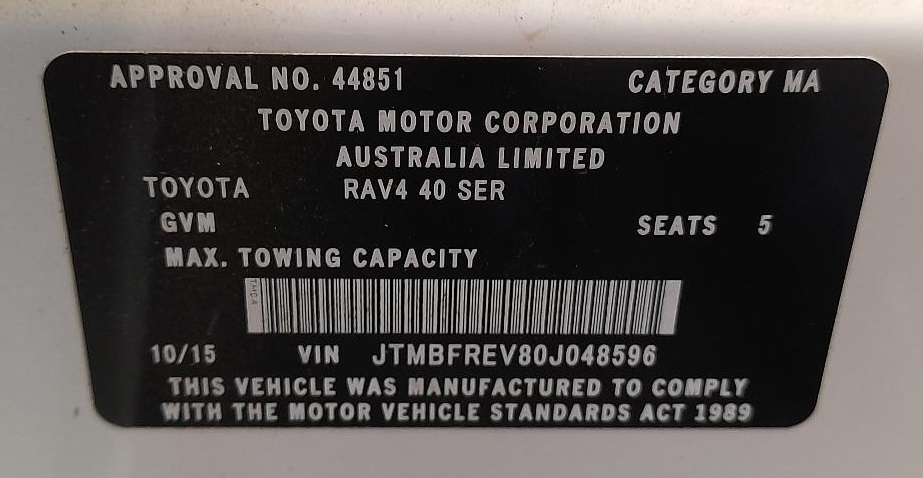 APPROVAL NO. 44851 CATEGORY MA
TOYOTA MOTOR CORPORATION
AUSTRALIA LIMITED
TOYOTA RAV4 40 SER
GVM SEATS 5
MAX. TOWING CAPACITY
TMCA
10/15 VIN JTMBFREV80J048596
THIS VEHICLE WAS MANUFACTURED TO COMPLY
WITH THE MOTOR VEHICLE STANDARDS ACT 1989